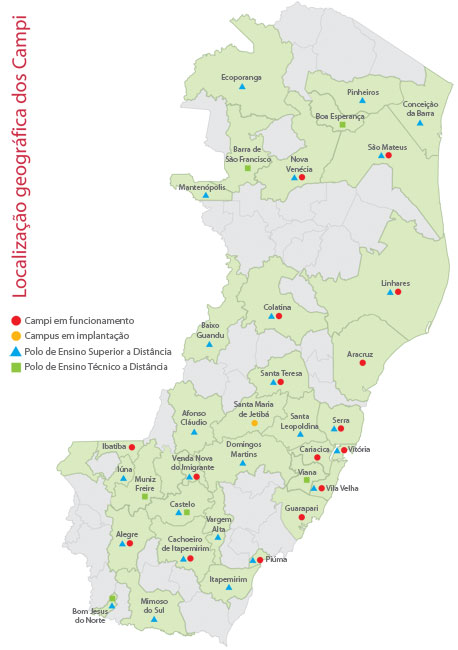 Localização geográfica dos Campi
Ecoporanga
Pinheiros
Conceição
da Barra
Boa Esperança
São Mateus
Barra de
São Francisco
Nova
Venécia
Mantenópolis
Linhares
Colatina
Campi em funcionamento
Campus em implantação
Polo de Ensino Superior a Distância
Polo de Ensino Técnico a Distância
Baixo
Guandu
Aracruz
Santa Teresa
Santa Maria
de Jetibá
Afonso
Cláudio
Santa
Leopoldina
Serra
Ibatiba
Domingos
Martins
Cariacica
Vitória
Venda Nova
do Imigrante
Iúna
Muniz
Freire
Viana
Vila Velha
Castelo
Guarapari
Vargem
Alta
Alegre
Cachoeiro
de Itapemirim
Piúma
Itapemirim
Bom Jesus
do Norte
Mimoso
do Sul